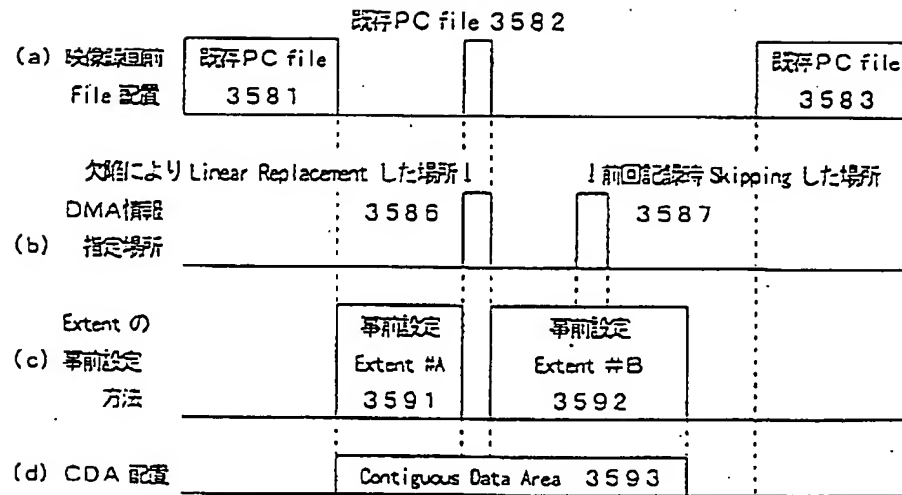 既存PC file 3582
(a) 映像録画前 既存PC file 既存PC file
File 配置 3581 3583
欠陥により Linear Replacement した場所↓ ↓前回記録時 Skipping した場所
DMA情報 3586 3587
(b) 指定場所
Extent の 事前設定 事前設定
(c) 事前設定 Extent #A Extent #B
方法 3591 3592
(d) CDA 配置 Contiguous Data Area 3593